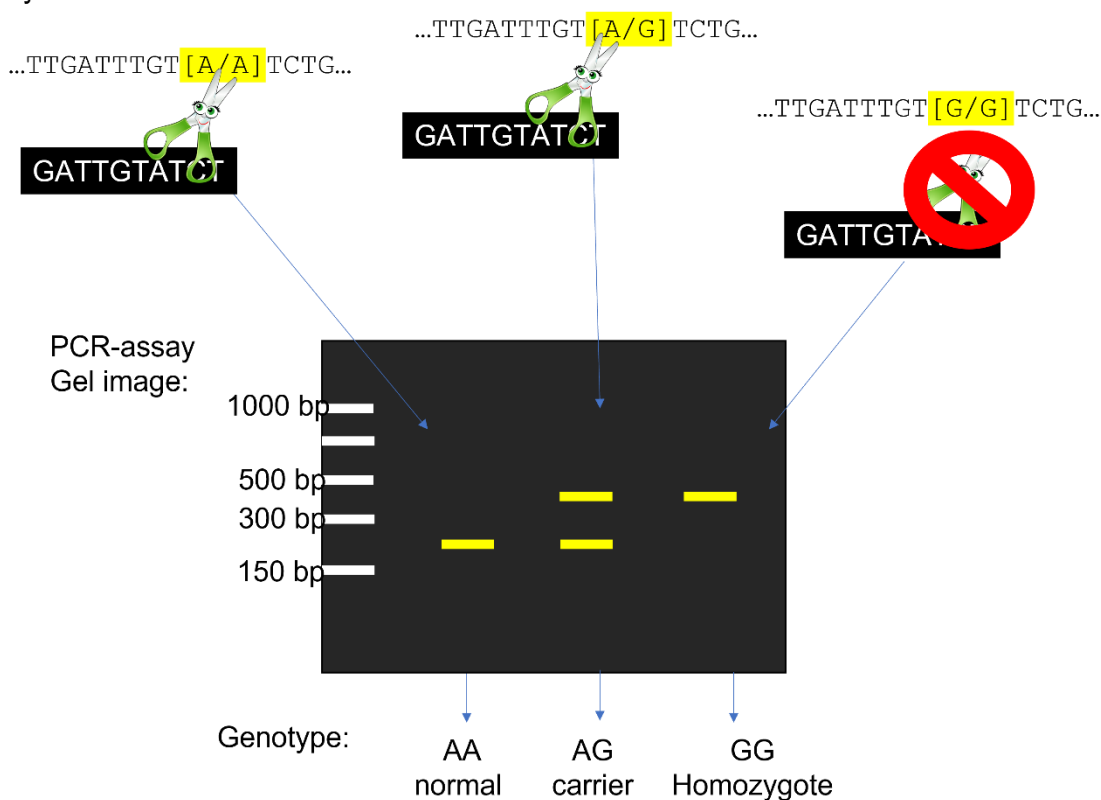 ...TTGATTTGT[A/A]TCTG...
GATTGTATCT
...TTGATTTGT[A/G]TCTG...
GATTGTATCT
...TTGATTTGT[G/G]TCTG...
GATTGTA
PCR-assay
Gel image:
1000 bp
500 bp
300 bp
150 bp
Genotype:
AA
normal
AG
carrier
GG
Homozygote